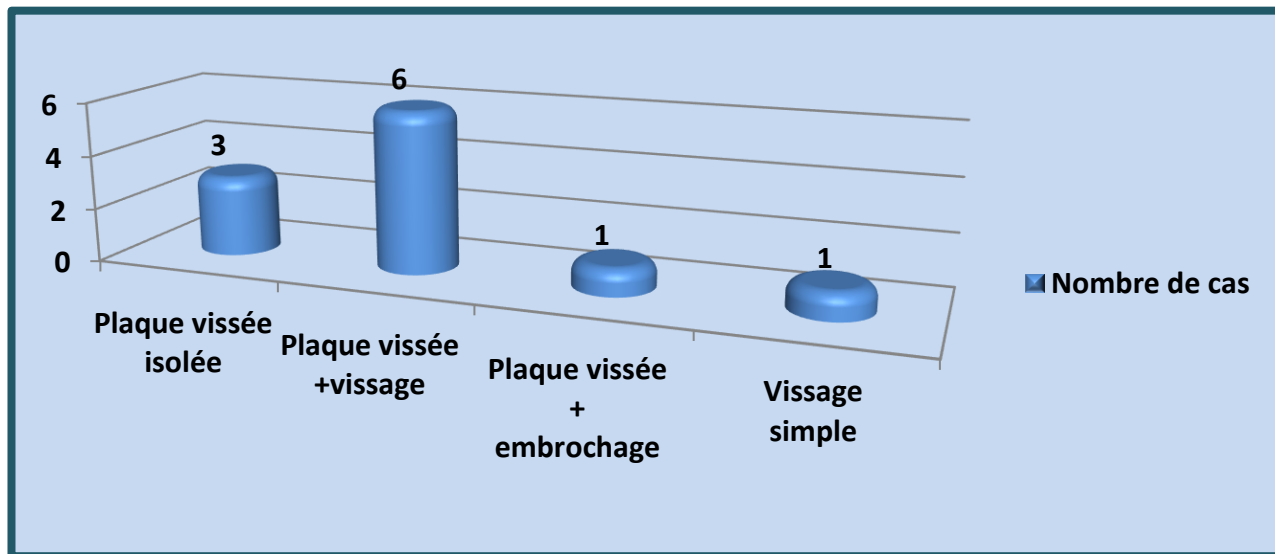 6
4
2
0
3
6
1
1
Plaque vissée
isolée
Plaque vissée
+vissage
Plaque vissée
+
embrochage
Vissage
simple
Nombre de cas